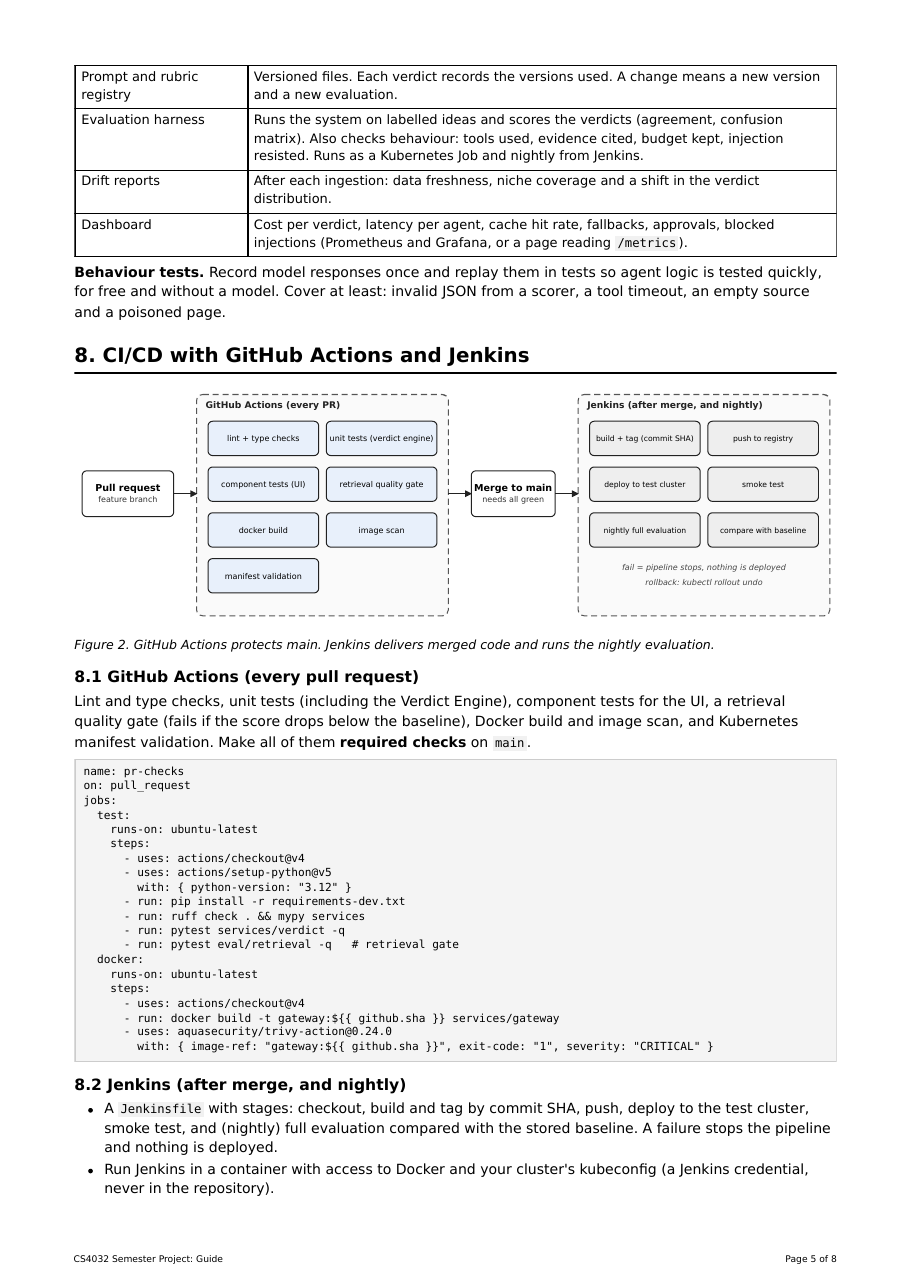 Prompt and rubric
registry
Versioned files. Each verdict records the versions used. A change means a new version
and a new evaluation.
Evaluation harness
Runs the system on labelled ideas and scores the verdicts (agreement, confusion
matrix). Also checks behaviour: tools used, evidence cited, budget kept, injection
resisted. Runs as a Kubernetes Job and nightly from Jenkins.
Drift reports
After each ingestion: data freshness, niche coverage and a shift in the verdict
distribution.
Dashboard
Cost per verdict, latency per agent, cache hit rate, fallbacks, approvals, blocked
injections (Prometheus and Grafana, or a page reading /metrics).
Behaviour tests. Record model responses once and replay them in tests so agent logic is tested quickly,
for free and without a model. Cover at least: invalid JSON from a scorer, a tool timeout, an empty source
and a poisoned page.
8. CI/CD with GitHub Actions and Jenkins
Pull request
feature branch
GitHub Actions (every PR)
lint + type checks
unit tests (verdict engine)
component tests (UI)
retrieval quality gate
docker build
image scan
manifest validation
Merge to main
needs all green
Jenkins (after merge, and nightly)
build + tag (commit SHA)
push to registry
deploy to test cluster
smoke test
nightly full evaluation
compare with baseline
fail = pipeline stops, nothing is deployed
rollback: kubectl rollout undo
Figure 2. GitHub Actions protects main. Jenkins delivers merged code and runs the nightly evaluation.
8.1 GitHub Actions (every pull request)
Lint and type checks, unit tests (including the Verdict Engine), component tests for the UI, a retrieval
quality gate (fails if the score drops below the baseline), Docker build and image scan, and Kubernetes
manifest validation. Make all of them required checks on main.
name: pr-checks
on: pull_request
jobs:
  test:
    runs-on: ubuntu-latest
    steps:
      - uses: actions/checkout@v4
      - uses: actions/setup-python@v5
        with: { python-version: "3.12" }
      - run: pip install -r requirements-dev.txt
      - run: ruff check . && mypy services
      - run: pytest services/verdict -q
      - run: pytest eval/retrieval -q   # retrieval gate
  docker:
    runs-on: ubuntu-latest
    steps:
      - uses: actions/checkout@v4
      - run: docker build -t gateway:${{ github.sha }} services/gateway
      - uses: aquasecurity/trivy-action@0.24.0
        with: { image-ref: "gateway:${{ github.sha }}", exit-code: "1", severity: "CRITICAL" }
8.2 Jenkins (after merge, and nightly)
• A Jenkinsfile with stages: checkout, build and tag by commit SHA, push, deploy to the test cluster,
smoke test, and (nightly) full evaluation compared with the stored baseline. A failure stops the pipeline
and nothing is deployed.
• Run Jenkins in a container with access to Docker and your cluster's kubeconfig (a Jenkins credential,
never in the repository).
CS4032 Semester Project: Guide
Page 5 of 8